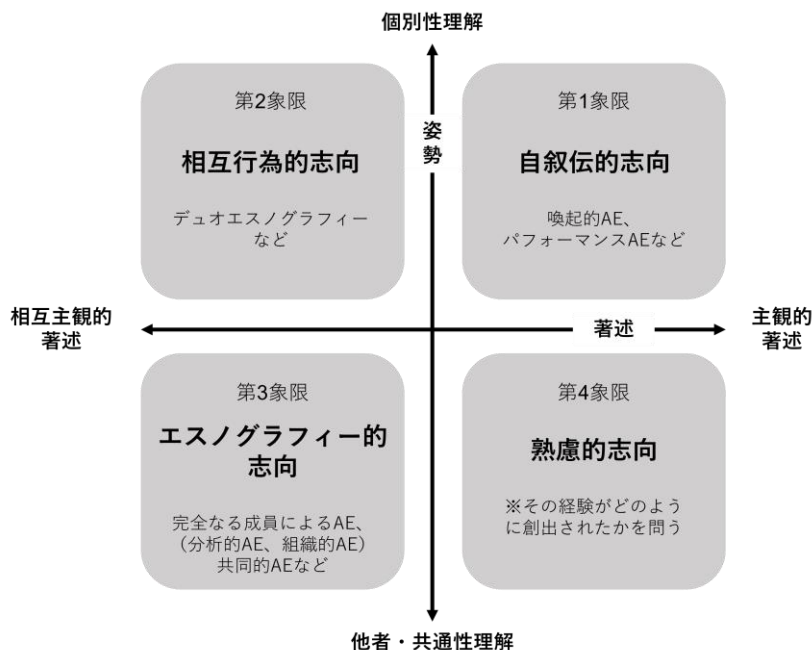 個別性理解
第2象限
相互行為的志向
デュオエスノグラフィー
など
姿
勢
第1象限
自叙伝的志向
喚起的AE、
パフォーマンスAEなど
相互主観的
著述
著述
主観的
著述
第3象限
エスノグラフィー的
志向
完全なる成員によるAE、
（分析的AE、組織的AE）
共同的AEなど
第4象限
熟慮的志向
※その経験がどのよう
に創出されたかを問う
他者・共通性理解